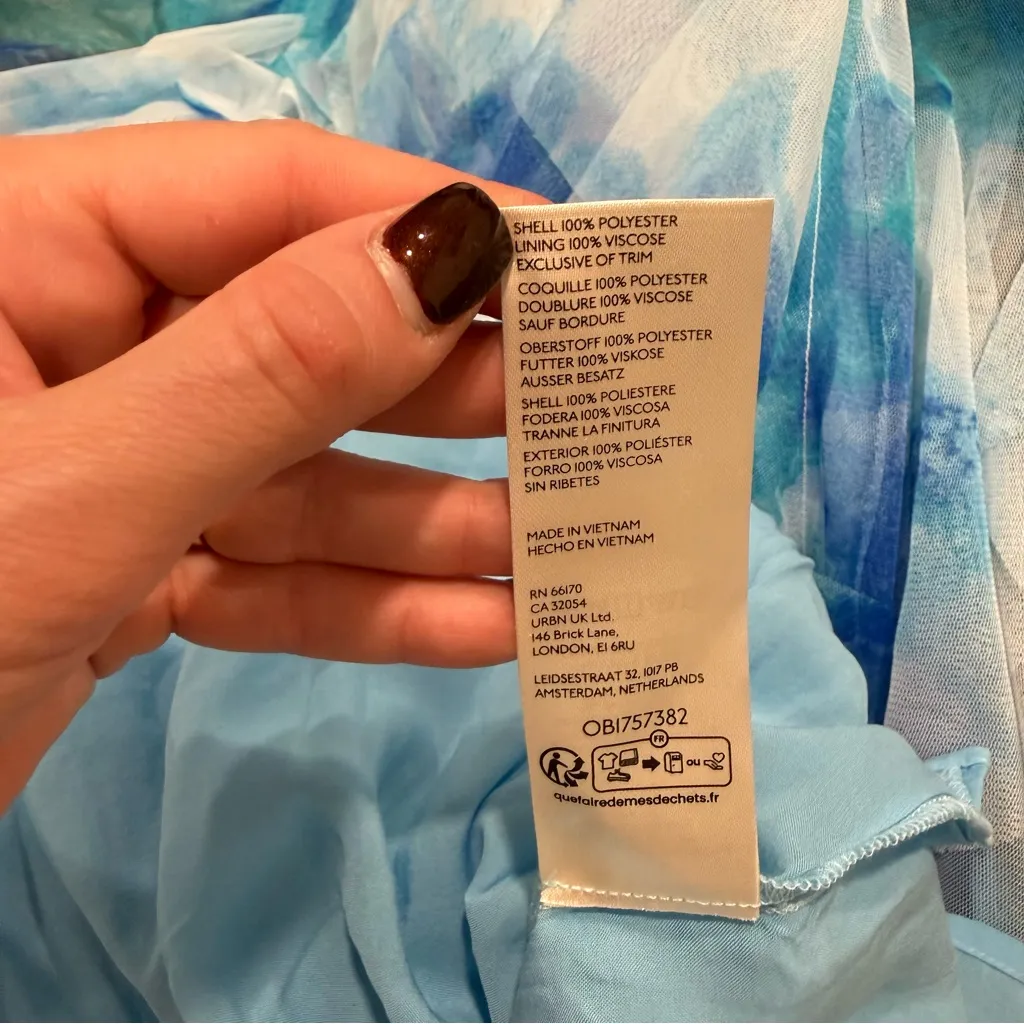 SHELL 100% POLYESTER
LINING 100% VISCOSE
EXCLUSIVE OF TRIM
COQUILLE 100% POLYESTER
DOUBLURE 100% VISCOSE
SAUF BORDURE
OBERSTOFF 100% POLYESTER
FUTTER 100% VISKOSE
AUSSER BESATZ
SHELL 100% POLIESTERE
FODERA 100% VISCOSA
TRANNE LA FINITURA
EXTERIOR 100% POLIÉSTER
FORRO 100% VISCOSA
SIN RIBETES
MADE IN VIETNAM
HECHO EN VIETNAM
RN 66170
CA 32054
URBN UK Ltd.
146 Brick Lane,
LONDON, E1 6RU
LEIDSESTRAAT 32, 1017 PB
AMSTERDAM, NETHERLANDS
OB1757382
FR
ou
quefairedemesdechets.fr